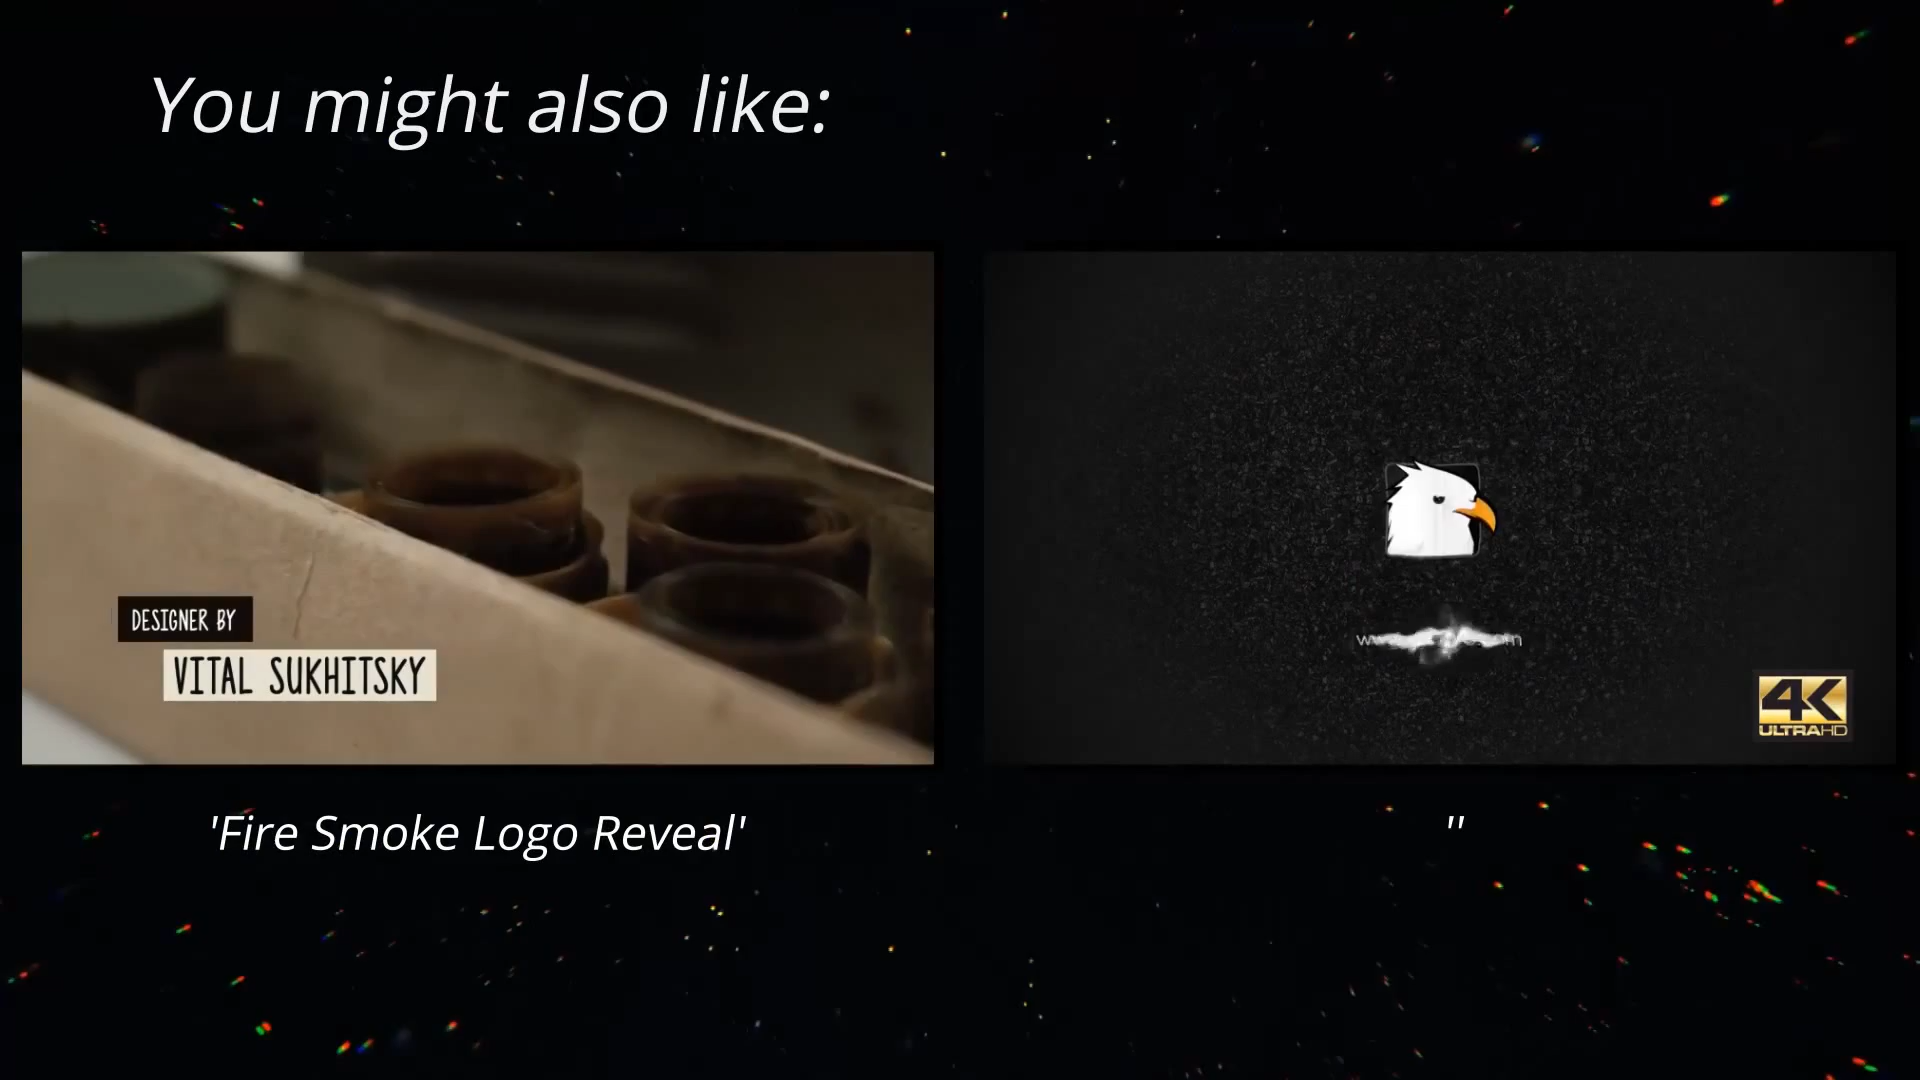 You might also like:
DESIGNER BY
VITAL SUKHITSKY
4K
ULTRAHD
'Fire Smoke Logo Reveal'
''